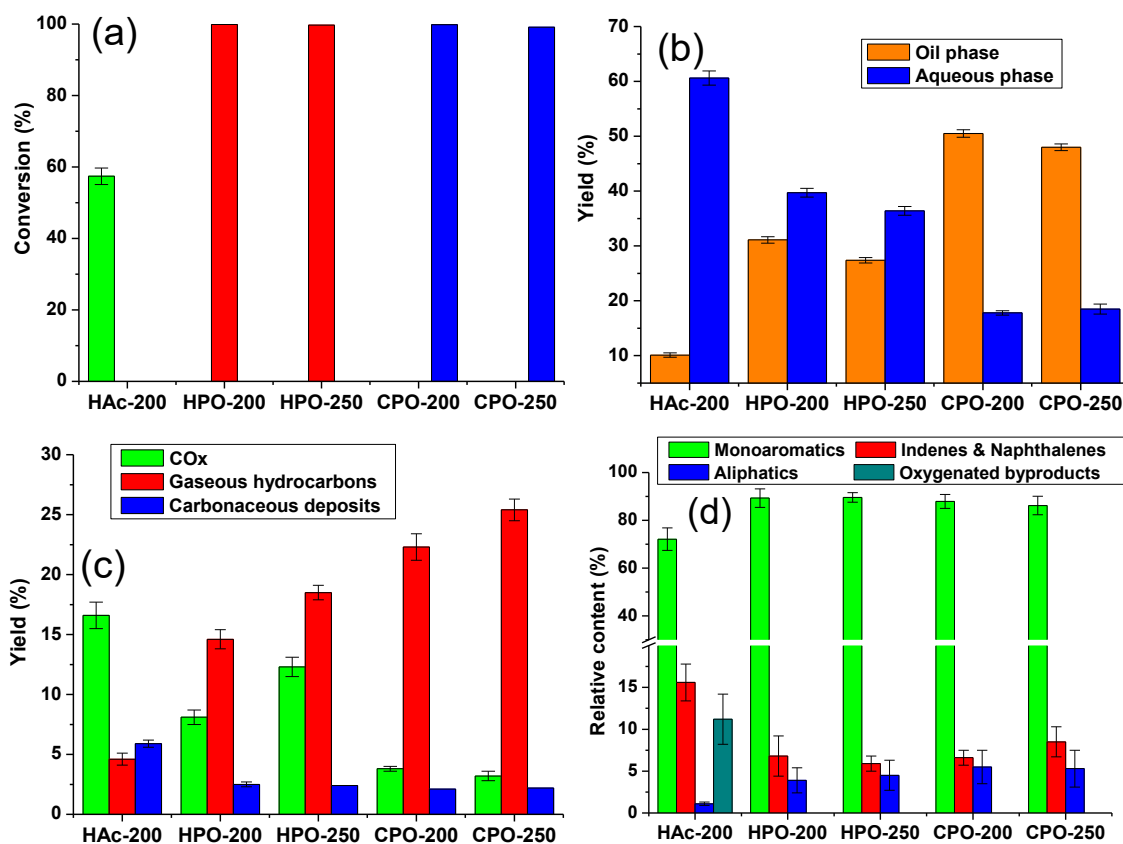 (a)
Conversion (%)
100
80
60
40
20
0
HAc-200 HPO-200 HPO-250 CPO-200 CPO-250
(b)
Oil phase
Aqueous phase
Yield (%)
70
60
50
40
30
20
10
HAc-200 HPO-200 HPO-250 CPO-200 CPO-250
COx
Gaseous hydrocarbons
Carbonaceous deposits
(c)
Yield (%)
30
25
20
15
10
5
0
HAc-200 HPO-200 HPO-250 CPO-200 CPO-250
Monoaromatics Indenes & Naphthalenes
Aliphatics Oxygenated byproducts
(d)
Relative content (%)
100
80
60
40
15
10
5
0
HAc-200 HPO-200 HPO-250 CPO-200 CPO-250